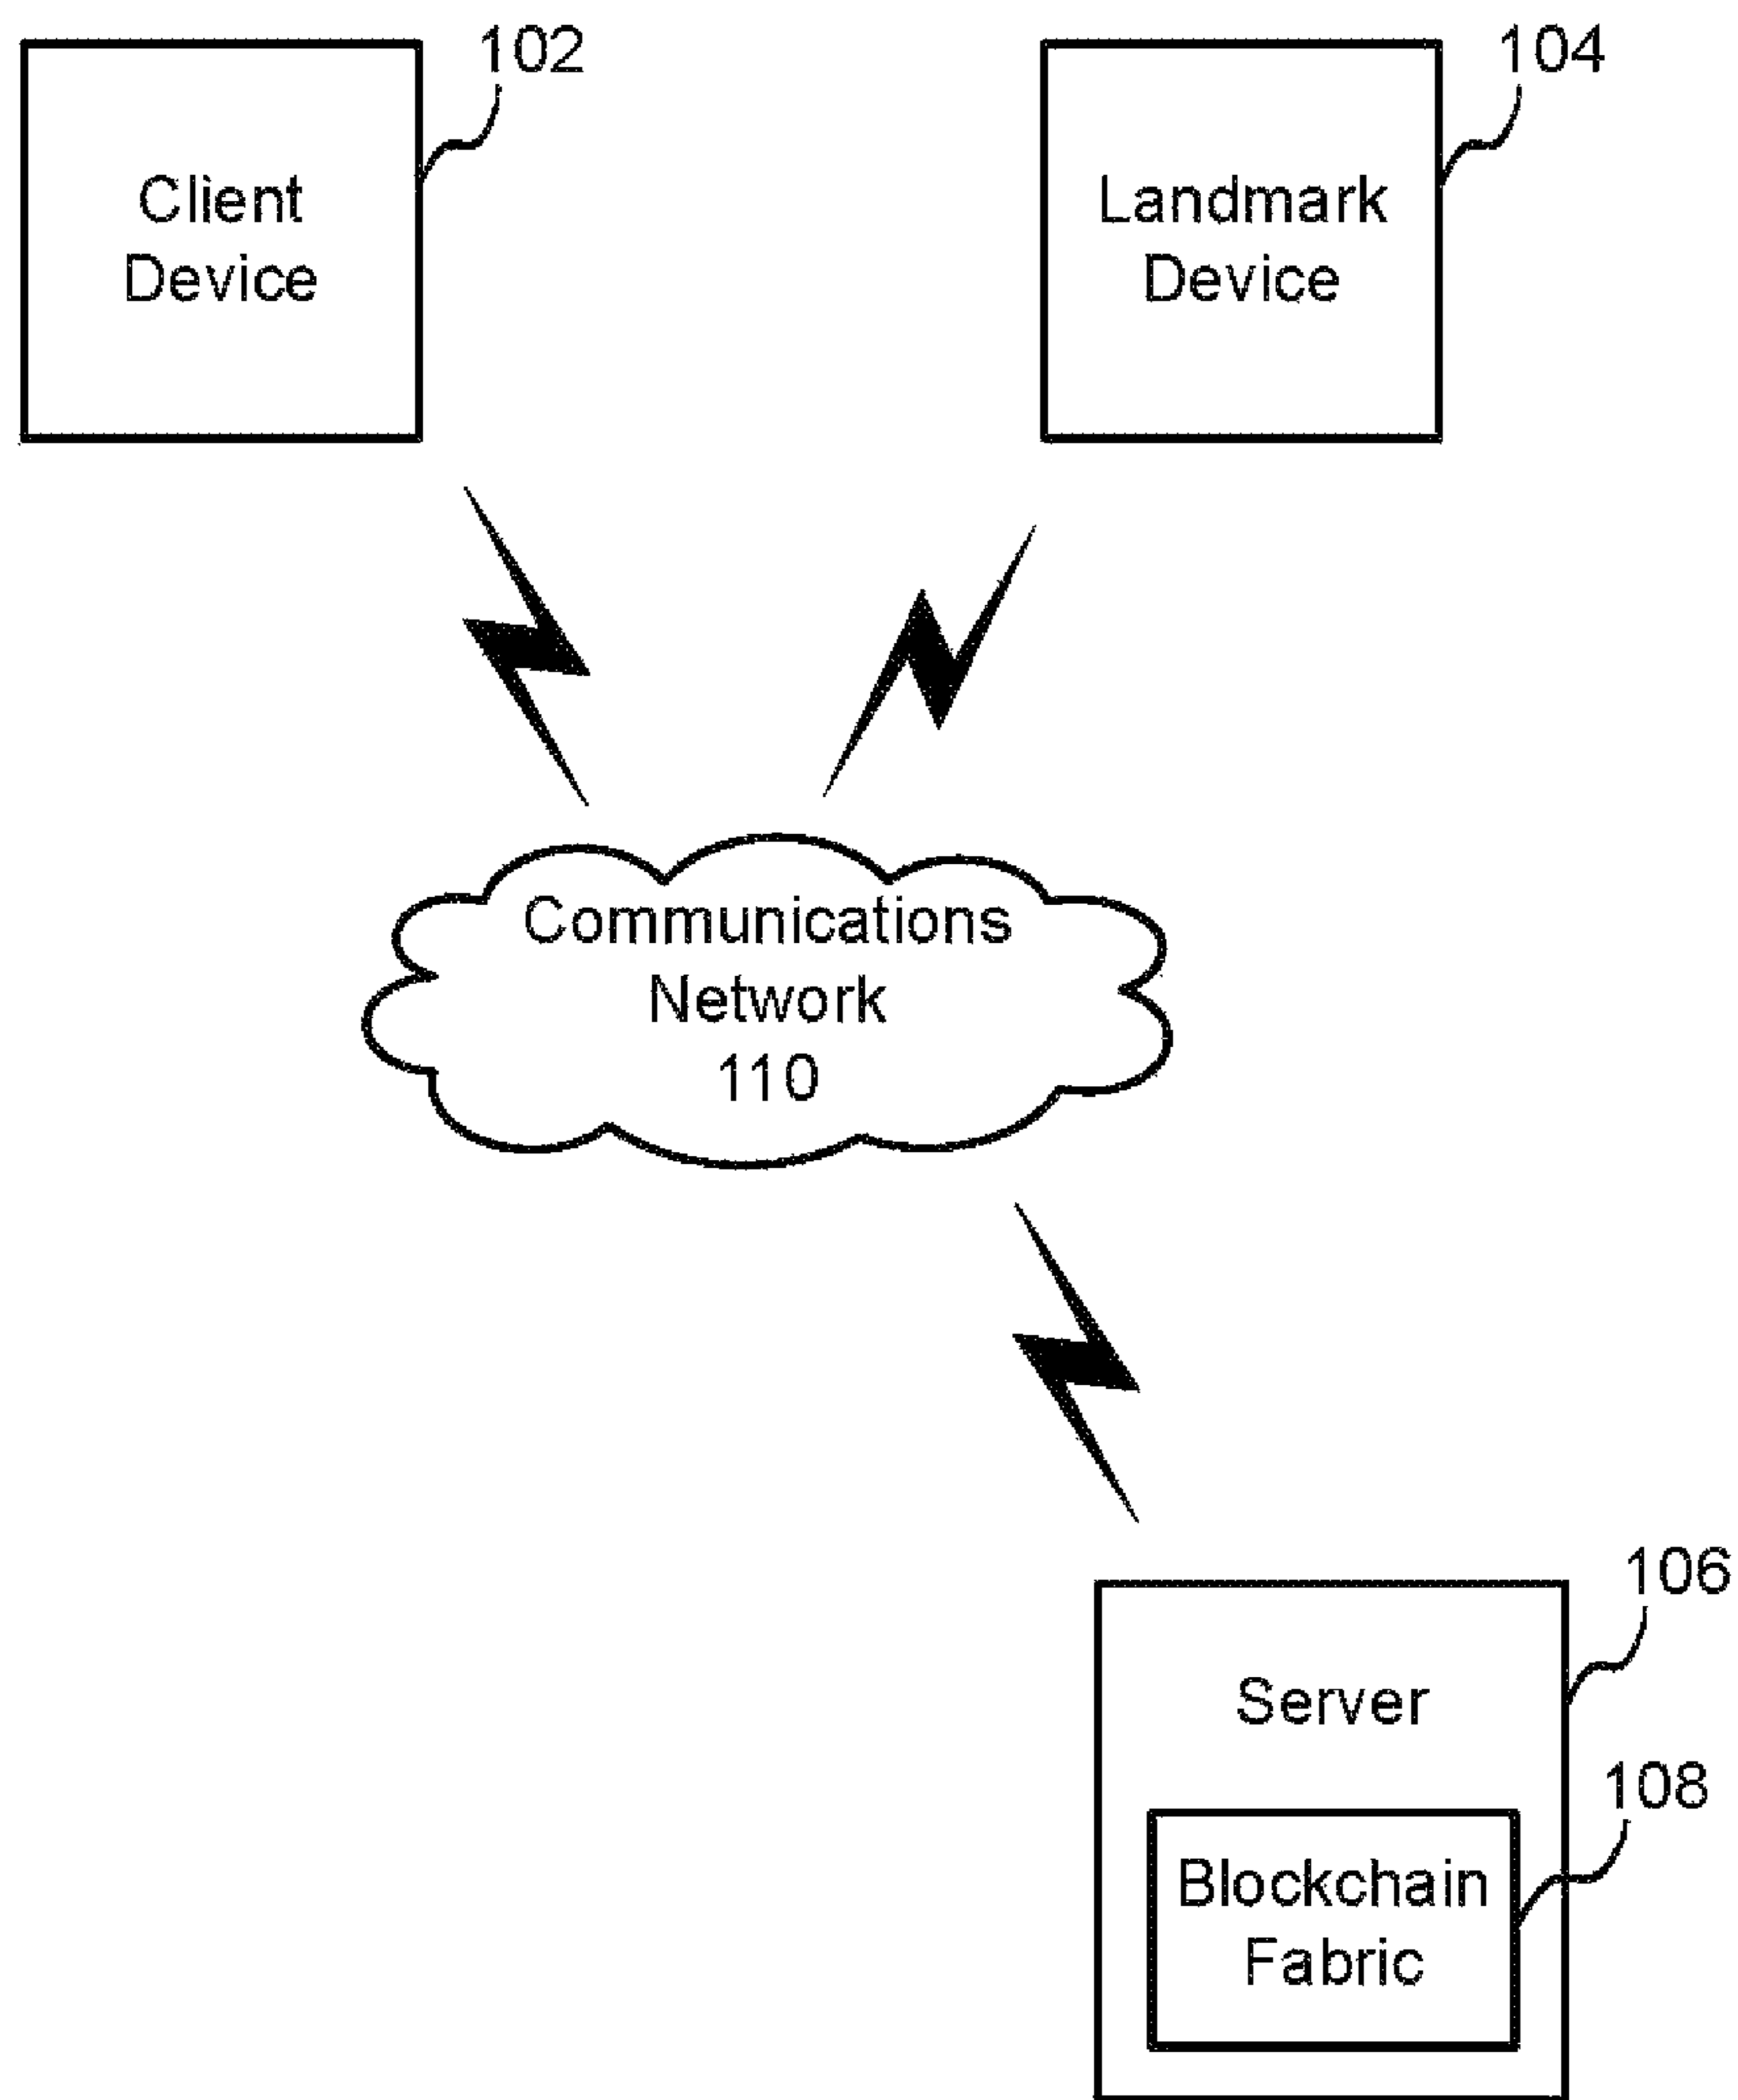 102
104
Client
Device
Landmark
Device
Communications
Network
110
106
Server
108
Blockchain
Fabric